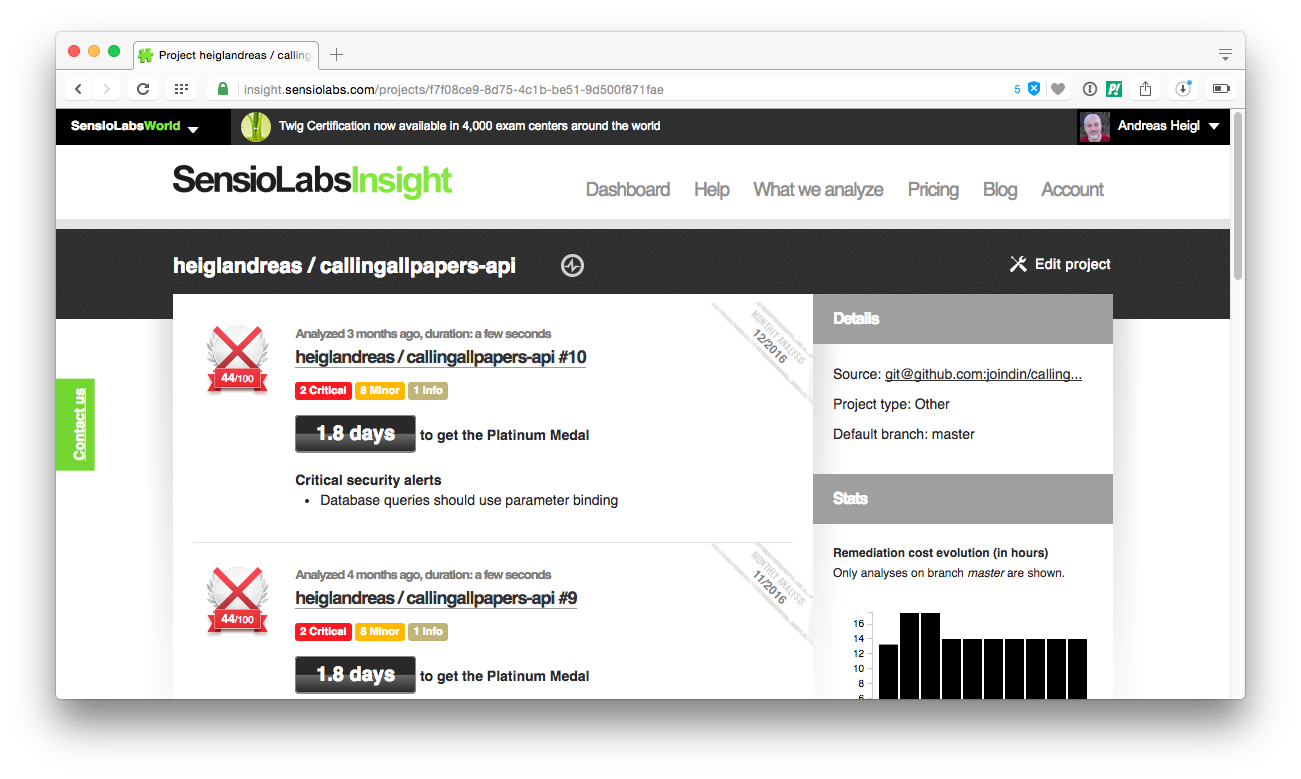 Project heiglandreas / calling
insight.sensiolabs.com/projects/f7f08ce9-8d75-4c1b-be51-9d500f871fae
5
SensioLabsWorld
Twig Certification now available in 4,000 exam centers around the world
Andreas Heigl
SensioLabsInsight
Dashboard Help What we analyze Pricing Blog Account
heiglandreas / callingallpapers-api
Edit project
Contact us
Analyzed 3 months ago, duration: a few seconds
MONTHLY ANALYSIS
12/2016
heiglandreas / callingallpapers-api #10
44/100
2 Critical 8 Minor 1 Info
1.8 days to get the Platinum Medal
Critical security alerts
• Database queries should use parameter binding
Analyzed 4 months ago, duration: a few seconds
MONTHLY ANALYSIS
11/2016
heiglandreas / callingallpapers-api #9
44/100
2 Critical 8 Minor 1 Info
1.8 days to get the Platinum Medal
Details
Source: git@github.com:joindin/calling...
Project type: Other
Default branch: master
Stats
Remediation cost evolution (in hours)
Only analyses on branch master are shown.
16
14
12
10
8
6